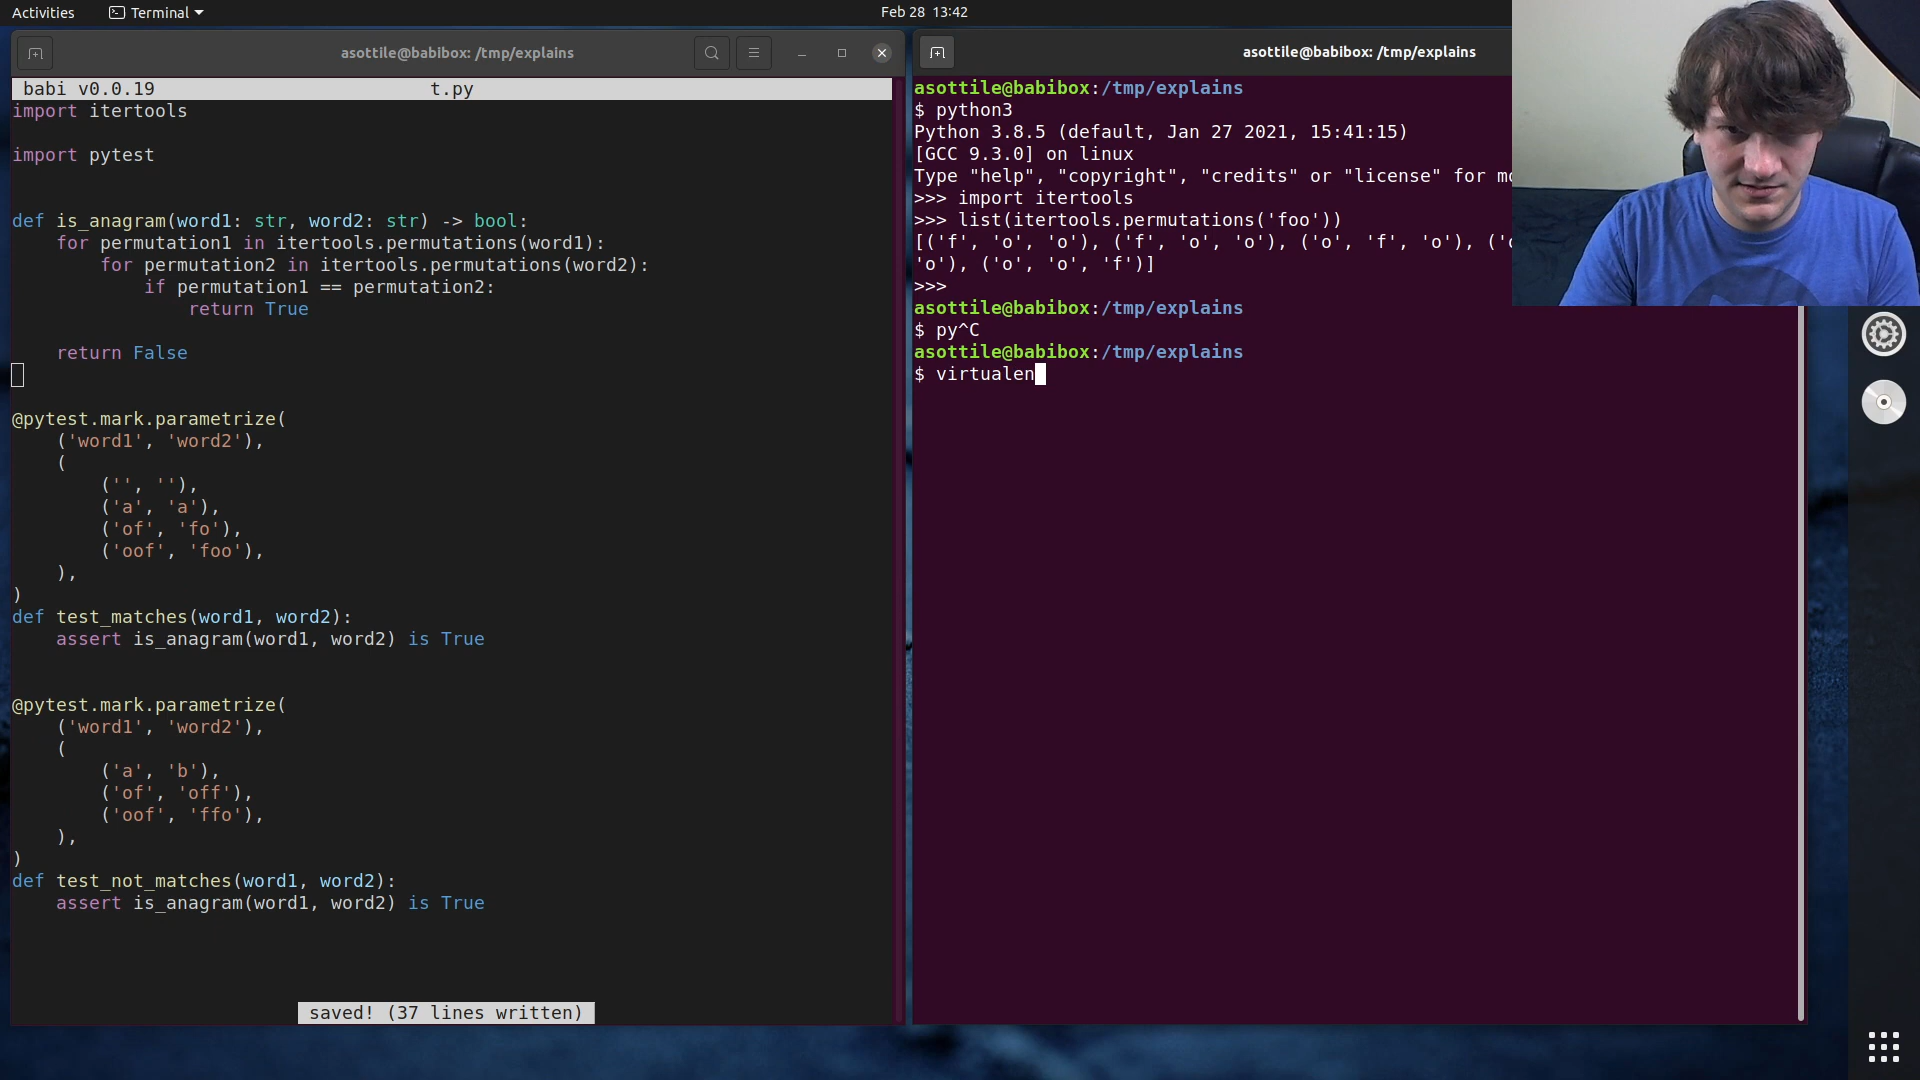 Activities
Terminal
Feb 28 13:42
asottile@babibox: /tmp/explains
babi v0.0.19 t.py
import itertools
import pytest
def is_anagram(word1: str, word2: str) -> bool:
    for permutation1 in itertools.permutations(word1):
        for permutation2 in itertools.permutations(word2):
            if permutation1 == permutation2:
                return True
    return False
@pytest.mark.parametrize(
    ('word1', 'word2'),
    (
        ('', ''),
        ('a', 'a'),
        ('of', 'fo'),
        ('oof', 'foo'),
    ),
)
def test_matches(word1, word2):
    assert is_anagram(word1, word2) is True
@pytest.mark.parametrize(
    ('word1', 'word2'),
    (
        ('a', 'b'),
        ('of', 'off'),
        ('oof', 'ffo'),
    ),
)
def test_not_matches(word1, word2):
    assert is_anagram(word1, word2) is True
saved! (37 lines written)
asottile@babibox: /tmp/explains
asottile@babibox:/tmp/explains
$ python3
Python 3.8.5 (default, Jan 27 2021, 15:41:15)
[GCC 9.3.0] on linux
Type "help", "copyright", "credits" or "license" for
>>> import itertools
>>> list(itertools.permutations('foo'))
[('f', 'o', 'o'), ('f', 'o', 'o'), ('o', 'f', 'o'), ('
'o'), ('o', 'o', 'f')]
>>>
asottile@babibox:/tmp/explains
$ py^C
asottile@babibox:/tmp/explains
$ virtualen